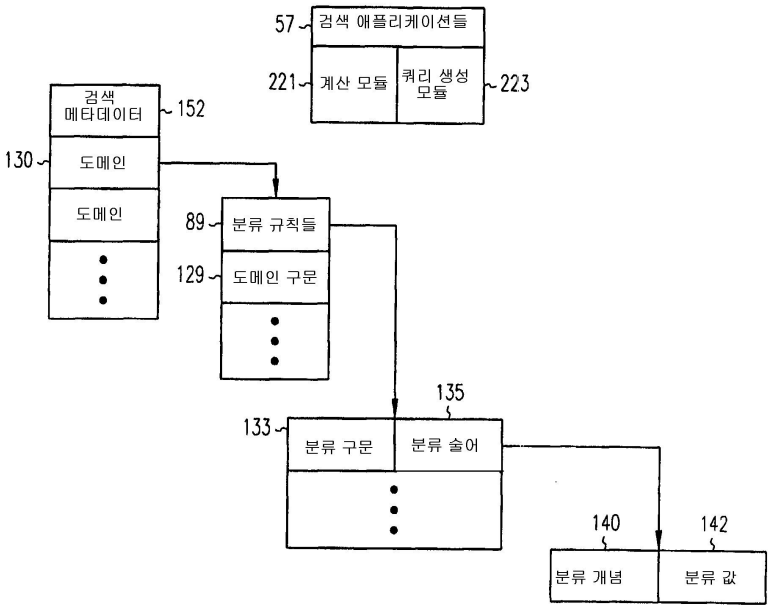 57
검색 애플리케이션들
221
계산 모듈
쿼리 생성
모듈
223
검색
메타데이터
152
130
도메인
도메인
89
분류 규칙들
129
도메인 구문
135
133
분류 구문
분류 술어
140
142
분류 개념
분류 값